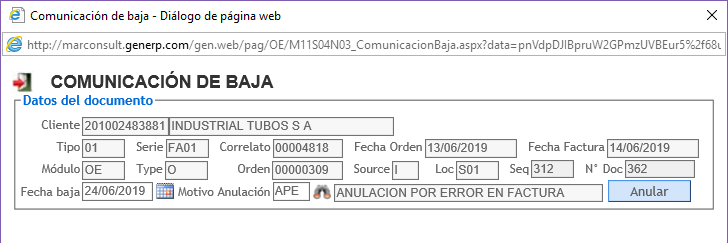 Comunicación de baja - Diálogo de página web
http://marconsult.generp.com/gen.web/pag/OE/M11S04N03_ComunicacionBaja.aspx?data=pnVdpDJIBpruW2GPmzUVBEur5%2f68u
COMUNICACIÓN DE BAJA
Datos del documento
Cliente 201002483881 INDUSTRIAL TUBOS S A
Tipo 01 Serie FA01 Correlato 00004818 Fecha Orden 13/06/2019 Fecha Factura 14/06/2019
Módulo OE Type O Orden 00000309 Source I Loc S01 Seq 312 N° Doc 362
Fecha baja 24/06/2019 Motivo Anulación APE ANULACION POR ERROR EN FACTURA Anular